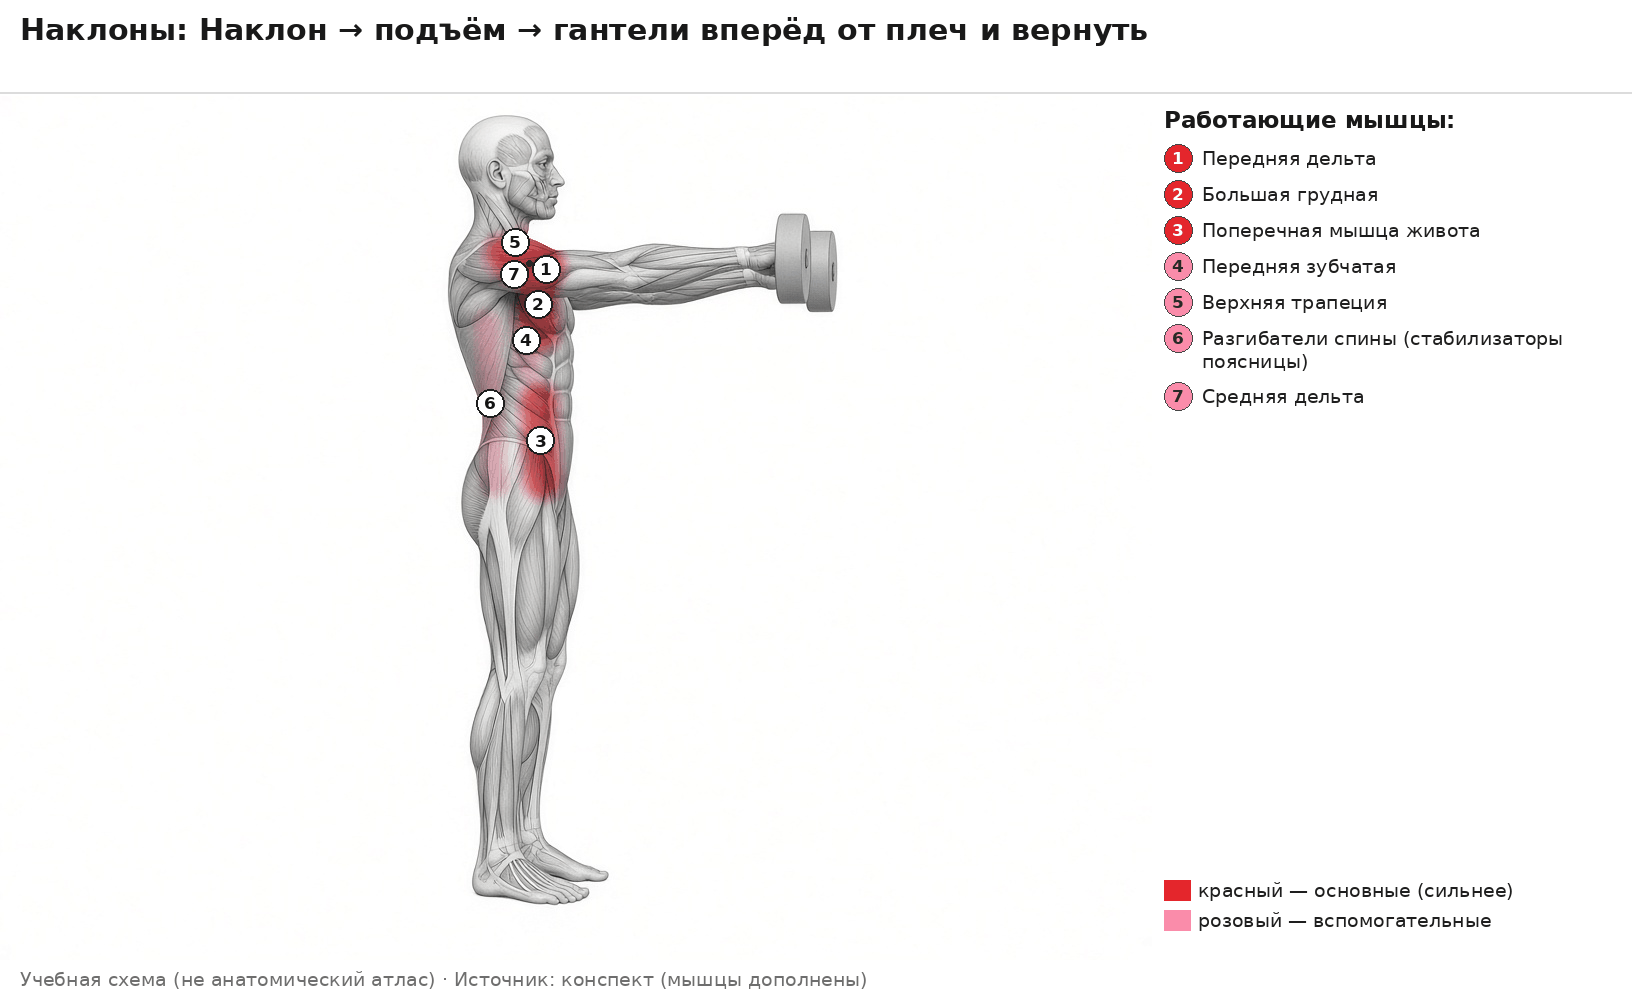 Наклоны: Наклон → подъём → гантели вперёд от плеч и вернуть
Работающие мышцы:
1 Передняя дельта
2 Большая грудная
3 Поперечная мышца живота
4 Передняя зубчатая
5 Верхняя трапеция
6 Разгибатели спины (стабилизаторы
поясницы)
7 Средняя дельта
5
7
1
2
4
6
3
красный — основные (сильнее)
розовый — вспомогательные
Учебная схема (не анатомический атлас) · Источник: конспект (мышцы дополнены)